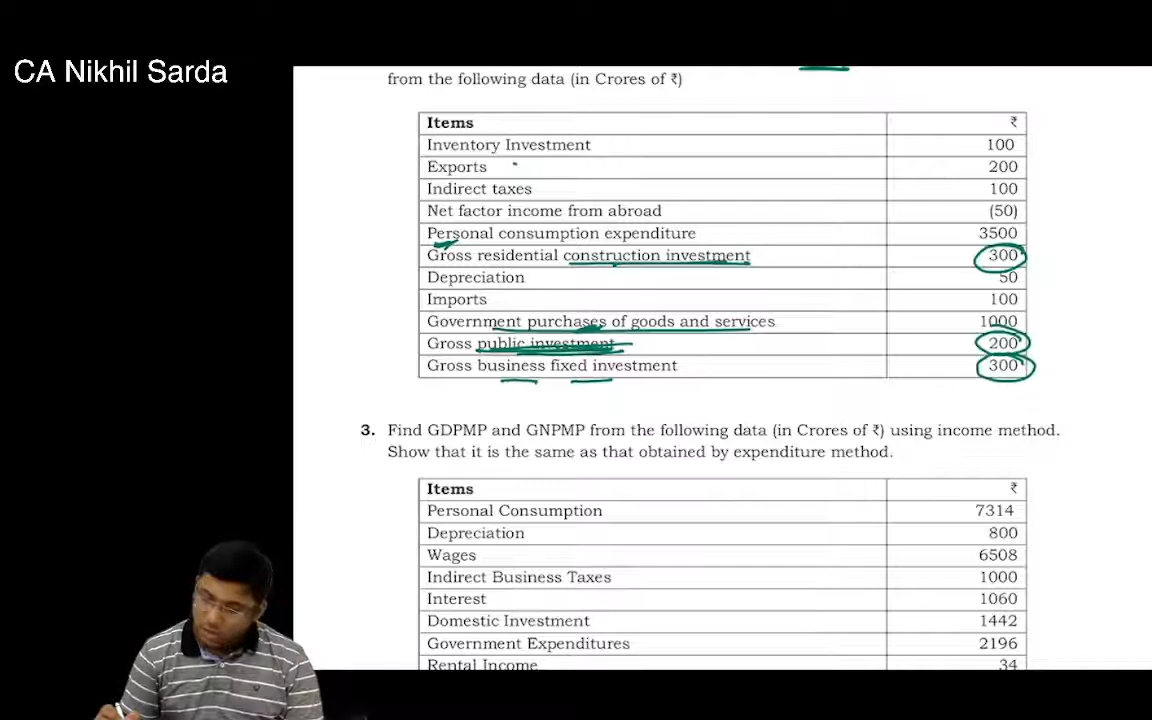 CA Nikhil Sarda
from the following data (in Crores of ₹)
Items ₹
Inventory Investment 100
Exports 200
Indirect taxes 100
Net factor income from abroad (50)
Personal consumption expenditure 3500
Gross residential construction investment 300
Depreciation 50
Imports 100
Government purchases of goods and services 1000
Gross public investment 200
Gross business fixed investment 300
3. Find GDPMP and GNPMP from the following data (in Crores of ₹) using income method.
Show that it is the same as that obtained by expenditure method.
Items ₹
Personal Consumption 7314
Depreciation 800
Wages 6508
Indirect Business Taxes 1000
Interest 1060
Domestic Investment 1442
Government Expenditures 2196
Rental Income 34